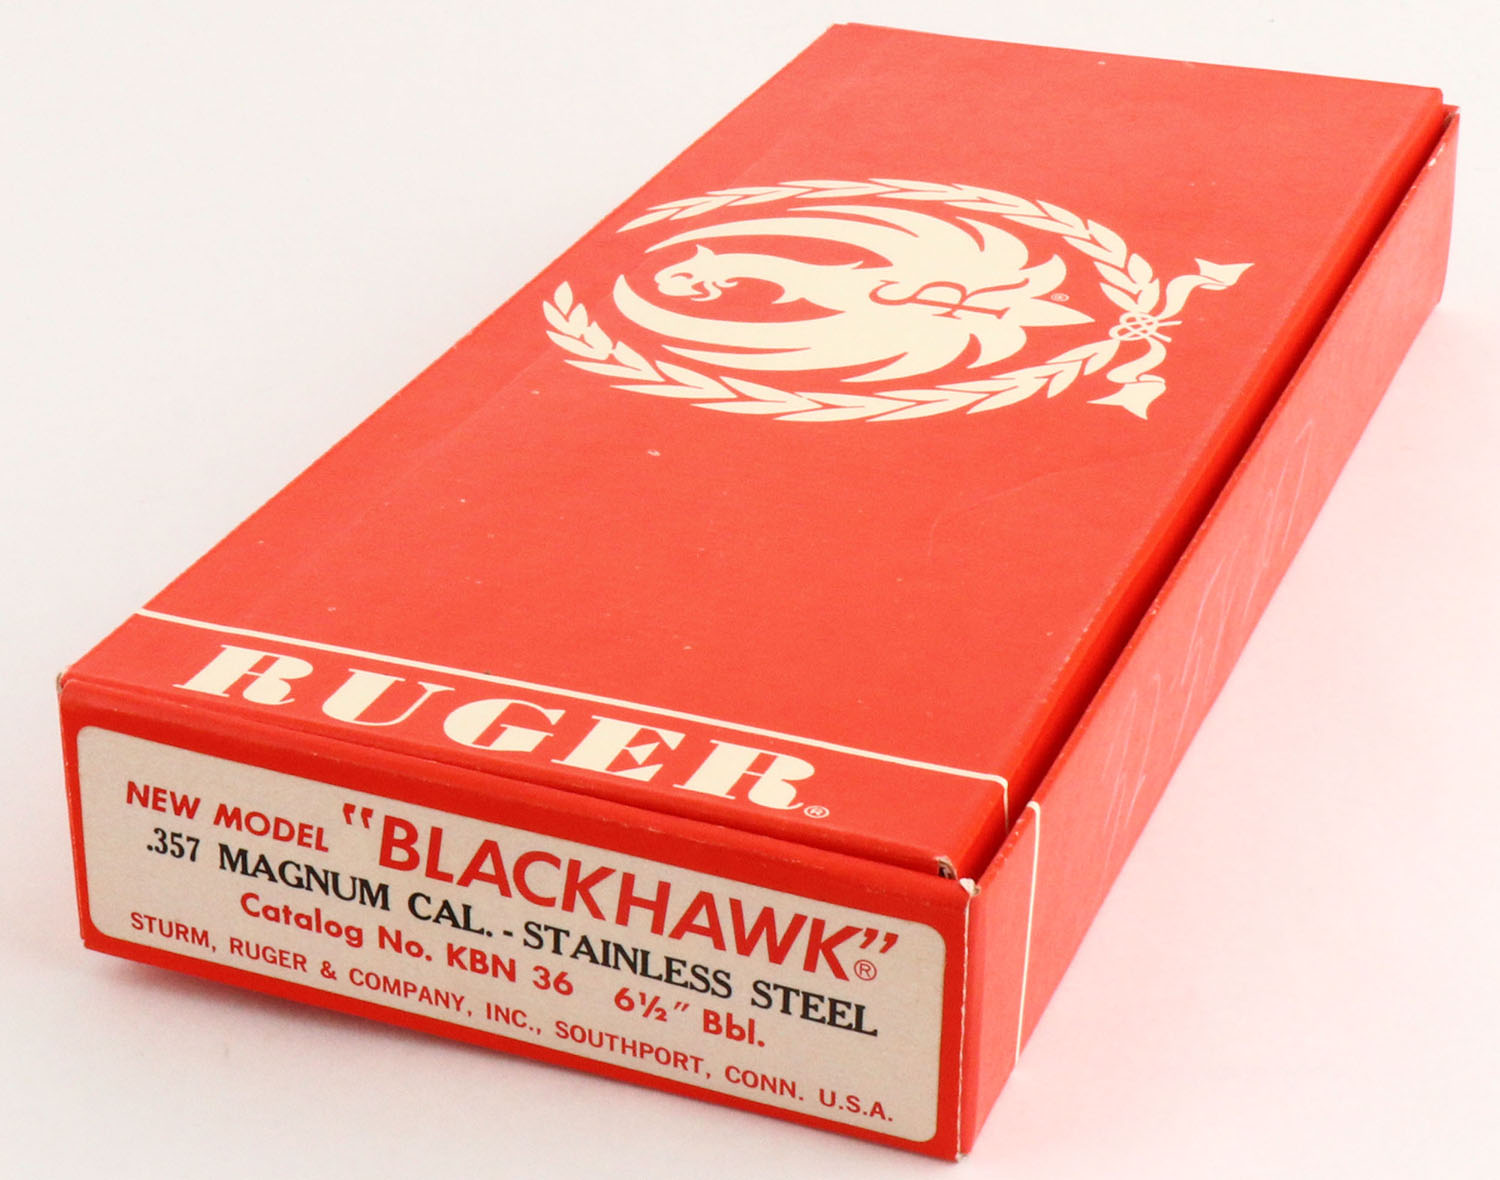 SR®
RUGER®
NEW MODEL "BLACKHAWK"®
.357 MAGNUM CAL. - STAINLESS STEEL
Catalog No. KBN 36 6½" Bbl.
STURM, RUGER & COMPANY, INC., SOUTHPORT, CONN. U.S.A.